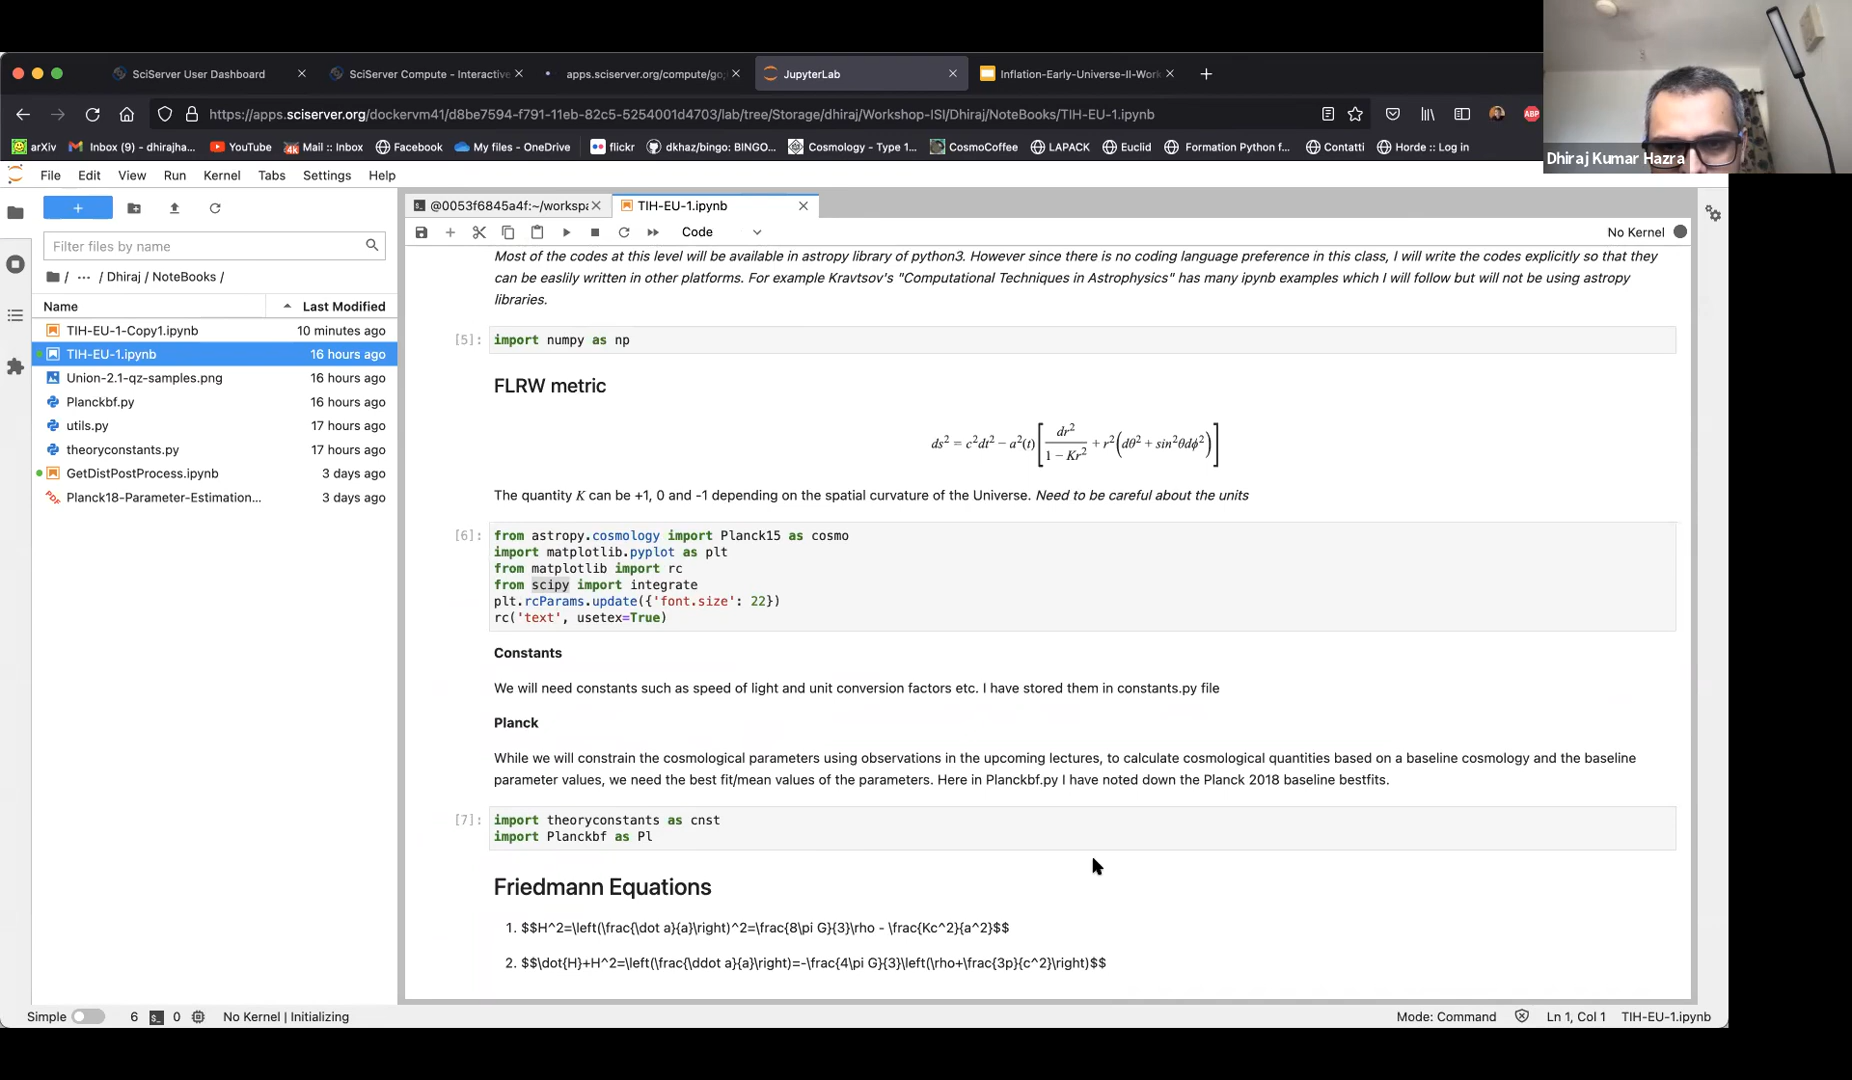 SciServer User Dashboard
SciServer Compute - Interactive
apps.sciserver.org/compute/go;
JupyterLab
Inflation-Early-Universe-II-Work
https://apps.sciserver.org/dockervm41/d8be7594-f791-11eb-82c5-5254001d4703/lab/tree/Storage/dhiraj/Workshop-ISI/Dhiraj/NoteBooks/TIH-EU-1.ipynb
ABP
Dhiraj Kumar Hazra
arXiv Inbox (9) - dhirajha... YouTube Mail :: Inbox Facebook My files - OneDrive flickr dkhaz/bingo: BINGO... Cosmology - Type 1... CosmoCoffee LAPACK Euclid Formation Python f... Contatti Horde :: Log in
File Edit View Run Kernel Tabs Settings Help
+
@0053f6845a4f:~/workspa
TIH-EU-1.ipynb
Code
No Kernel
Filter files by name
/ ··· / Dhiraj / NoteBooks /
Name Last Modified
TIH-EU-1-Copy1.ipynb 10 minutes ago
TIH-EU-1.ipynb 16 hours ago
Union-2.1-qz-samples.png 16 hours ago
Planckbf.py 16 hours ago
utils.py 17 hours ago
theoryconstants.py 17 hours ago
GetDistPostProcess.ipynb 3 days ago
Planck18-Parameter-Estimation... 3 days ago
Most of the codes at this level will be available in astropy library of python3. However since there is no coding language preference in this class, I will write the codes explicitly so that they
can be easlily written in other platforms. For example Kravtsov's "Computational Techniques in Astrophysics" has many ipynb examples which I will follow but will not be using astropy
libraries.
[5]: import numpy as np
FLRW metric
ds² = c²dt² − a²(t)[dr²/(1 − Kr²) + r²(dθ² + sin²θdϕ²)]
The quantity K can be +1, 0 and -1 depending on the spatial curvature of the Universe. Need to be careful about the units
[6]: from astropy.cosmology import Planck15 as cosmo
import matplotlib.pyplot as plt
from matplotlib import rc
from scipy import integrate
plt.rcParams.update({'font.size': 22})
rc('text', usetex=True)
Constants
We will need constants such as speed of light and unit conversion factors etc. I have stored them in constants.py file
Planck
While we will constrain the cosmological parameters using observations in the upcoming lectures, to calculate cosmological quantities based on a baseline cosmology and the baseline
parameter values, we need the best fit/mean values of the parameters. Here in Planckbf.py I have noted down the Planck 2018 baseline bestfits.
[7]: import theoryconstants as cnst
import Planckbf as Pl
Friedmann Equations
1. $$H^2=\left(\frac{\dot a}{a}\right)^2=\frac{8\pi G}{3}\rho - \frac{Kc^2}{a^2}$$
2. $$\dot{H}+H^2=\left(\frac{\ddot a}{a}\right)=-\frac{4\pi G}{3}\left(\rho+\frac{3p}{c^2}\right)$$
Simple 6 $_ 0 No Kernel | Initializing Mode: Command Ln 1, Col 1 TIH-EU-1.ipynb